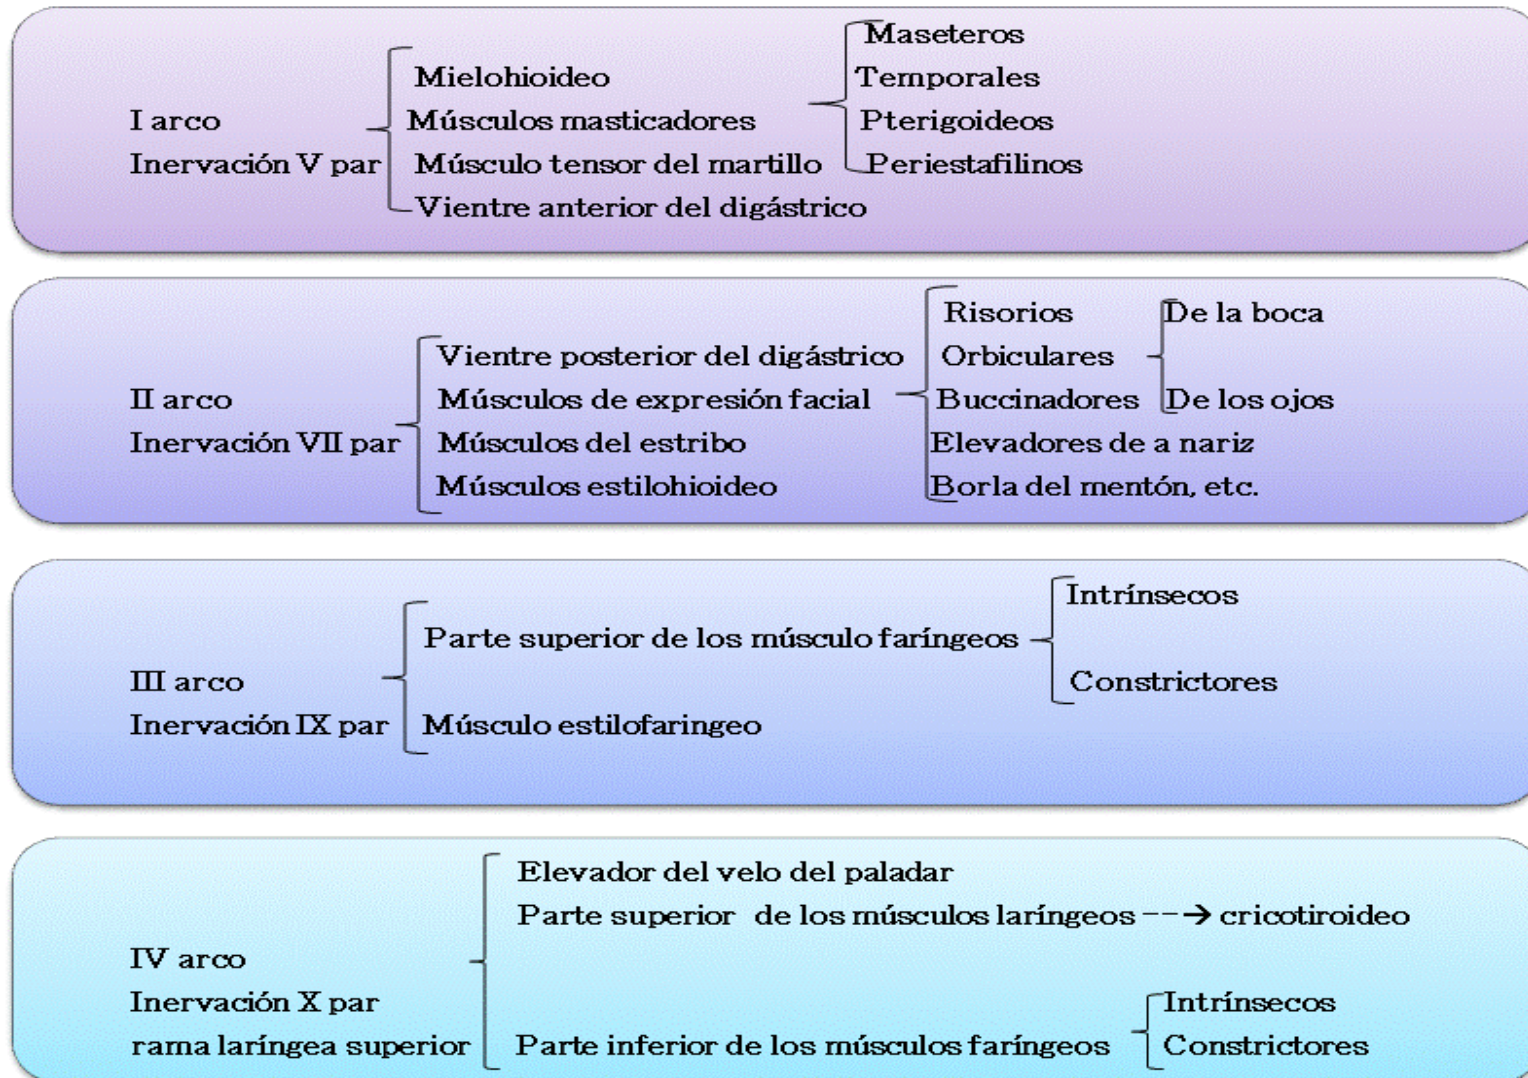 Maseteros
Mielohioideo
Temporales
I arco
Músculos masticadores
Pterigoideos
Inervación V par
Músculo tensor del martillo
Periestafilinos
Vientre anterior del digástrico
Risorios
De la boca
Vientre posterior del digástrico
Orbiculares
II arco
Músculos de expresión facial
Buccinadores
De los ojos
Inervación VII par
Músculos del estribo
Elevadores de a nariz
Músculos estilohioideo
Borla del mentón, etc.
Intrínsecos
Parte superior de los músculo faríngeos
III arco
Constrictores
Inervación IX par
Músculo estilofaringeo
Elevador del velo del paladar
Parte superior de los músculos laríngeos --→ cricotiroideo
IV arco
Inervación X par
Intrínsecos
rama laríngea superior
Parte inferior de los músculos faríngeos
Constrictores